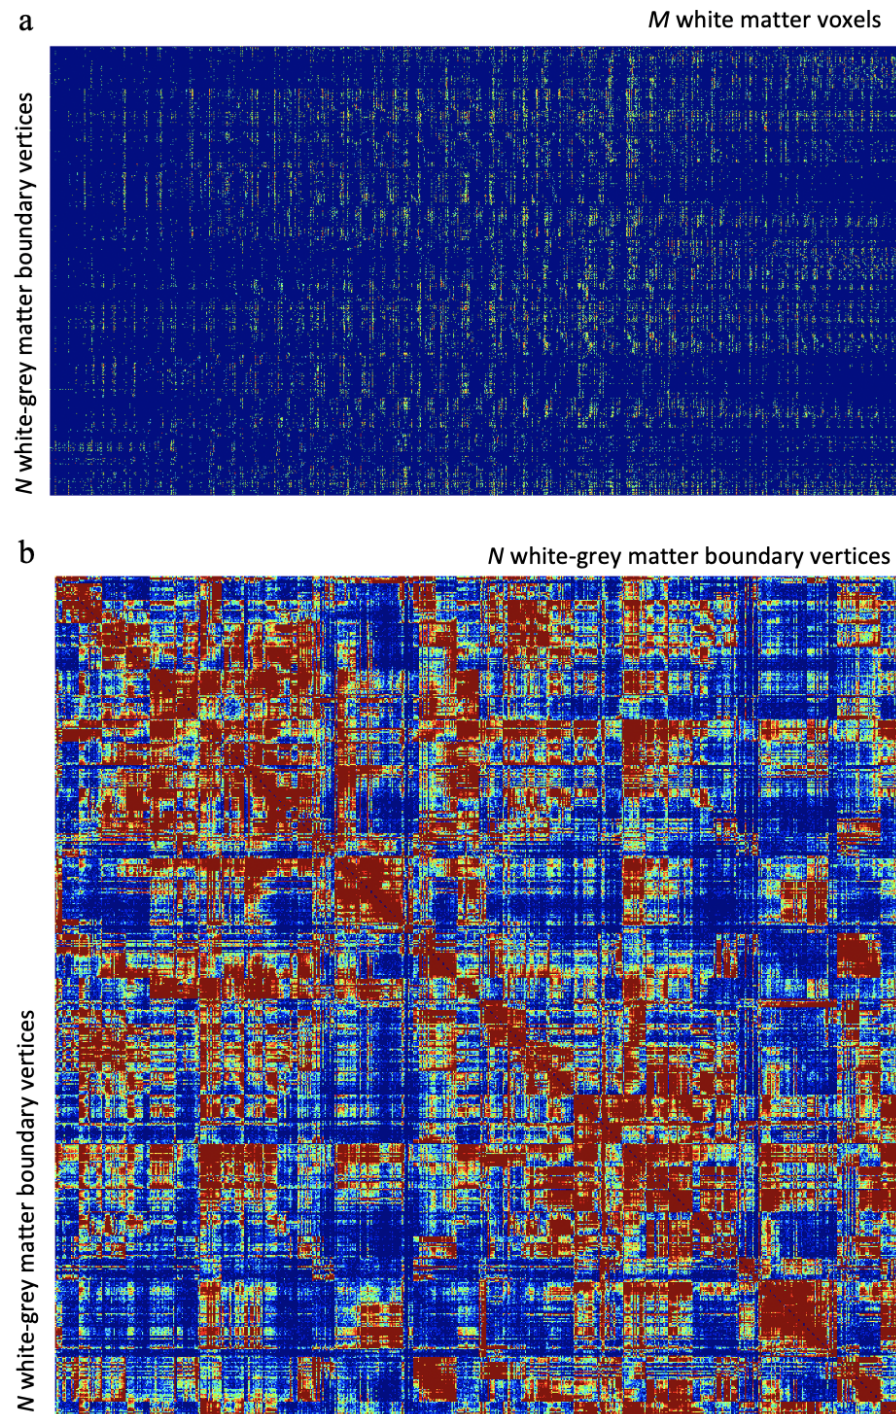 a
M white matter voxels
N white-grey matter boundary vertices
b
N white-grey matter boundary vertices
N white-grey matter boundary vertices